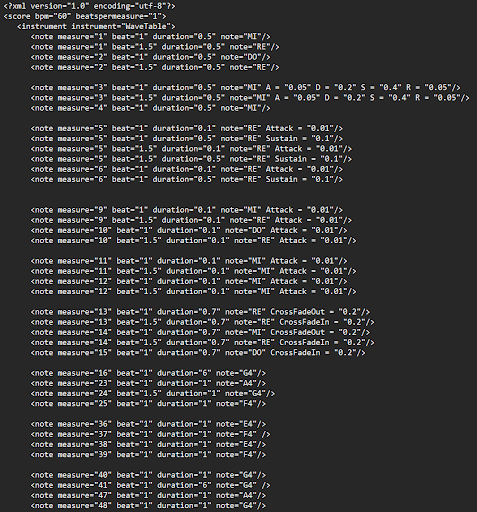 <?xml version="1.0" encoding="utf-8"?>
<score bpm="60" beatspermeasure="1">
<instrument instrument="WaveTable">
<note measure="1" beat="1" duration="0.5" note="MI"/>
<note measure="1" beat="1.5" duration="0.5" note="RE"/>
<note measure="2" beat="1" duration="0.5" note="DO"/>
<note measure="2" beat="1.5" duration="0.5" note="RE"/>
<note measure="3" beat="1" duration="0.5" note="MI" A = "0.05" D = "0.2" S = "0.4" R = "0.05"/>
<note measure="3" beat="1.5" duration="0.5" note="MI" A = "0.05" D = "0.2" S = "0.4" R = "0.05"/>
<note measure="4" beat="1" duration="0.5" note="MI"/>
<note measure="5" beat="1" duration="0.1" note="RE" Attack = "0.01"/>
<note measure="5" beat="1" duration="0.5" note="RE" Sustain = "0.1"/>
<note measure="5" beat="1.5" duration="0.1" note="RE" Attack = "0.01"/>
<note measure="5" beat="1.5" duration="0.5" note="RE" Sustain = "0.1"/>
<note measure="6" beat="1" duration="0.1" note="RE" Attack = "0.01"/>
<note measure="6" beat="1" duration="0.5" note="RE" Sustain = "0.1"/>
<note measure="9" beat="1" duration="0.1" note="MI" Attack = "0.01"/>
<note measure="9" beat="1.5" duration="0.1" note="RE" Attack = "0.01"/>
<note measure="10" beat="1" duration="0.1" note="DO" Attack = "0.01"/>
<note measure="10" beat="1.5" duration="0.1" note="RE" Attack = "0.01"/>
<note measure="11" beat="1" duration="0.1" note="MI" Attack = "0.01"/>
<note measure="11" beat="1.5" duration="0.1" note="MI" Attack = "0.01"/>
<note measure="12" beat="1" duration="0.1" note="MI" Attack = "0.01"/>
<note measure="12" beat="1.5" duration="0.1" note="MI" Attack = "0.01"/>
<note measure="13" beat="1" duration="0.7" note="RE" CrossFadeOut = "0.2"/>
<note measure="13" beat="1.5" duration="0.7" note="RE" CrossFadeIn = "0.2"/>
<note measure="14" beat="1" duration="0.7" note="MI" CrossFadeOut = "0.2"/>
<note measure="14" beat="1.5" duration="0.7" note="RE" CrossFadeIn = "0.2"/>
<note measure="15" beat="1" duration="0.7" note="DO" CrossFadeIn = "0.2"/>
<note measure="16" beat="1" duration="6" note="G4"/>
<note measure="23" beat="1" duration="1" note="A4"/>
<note measure="24" beat="1.5" duration="1" note="G4"/>
<note measure="25" beat="1" duration="1" note="F4"/>
<note measure="36" beat="1" duration="1" note="E4"/>
<note measure="37" beat="1" duration="1" note="F4" />
<note measure="38" beat="1" duration="1" note="E4"/>
<note measure="39" beat="1" duration="1" note="F4"/>
<note measure="40" beat="1" duration="1" note="G4"/>
<note measure="41" beat="1" duration="6" note="G4" />
<note measure="47" beat="1" duration="1" note="A4"/>
<note measure="48" beat="1" duration="1" note="G4"/>